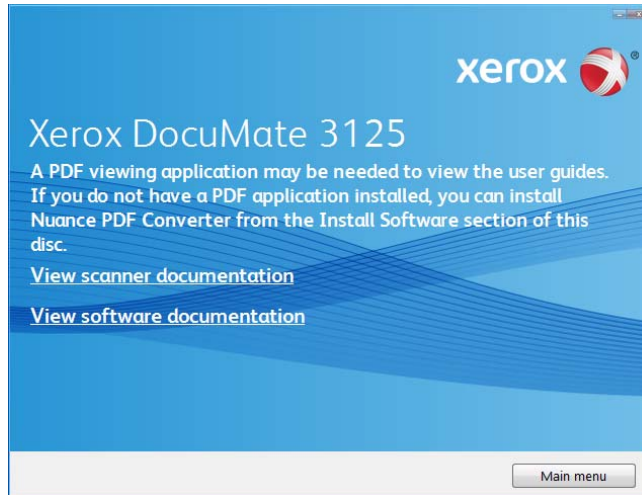 xerox ®
Xerox DocuMate 3125
A PDF viewing application may be needed to view the user guides.
If you do not have a PDF application installed, you can install
Nuance PDF Converter from the Install Software section of this
disc.
View scanner documentation
View software documentation
Main menu